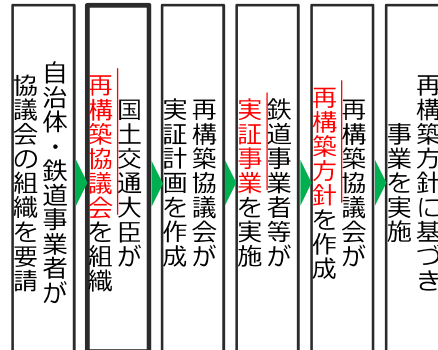 自治体・鉄道事業者が
協議会の組織を要請
国土交通大臣が
再構築協議会を組織
再構築協議会が
実証計画を作成
鉄道事業者等が
実証事業を実施
再構築協議会が
再構築方針を作成
再構築方針に基づき
事業を実施